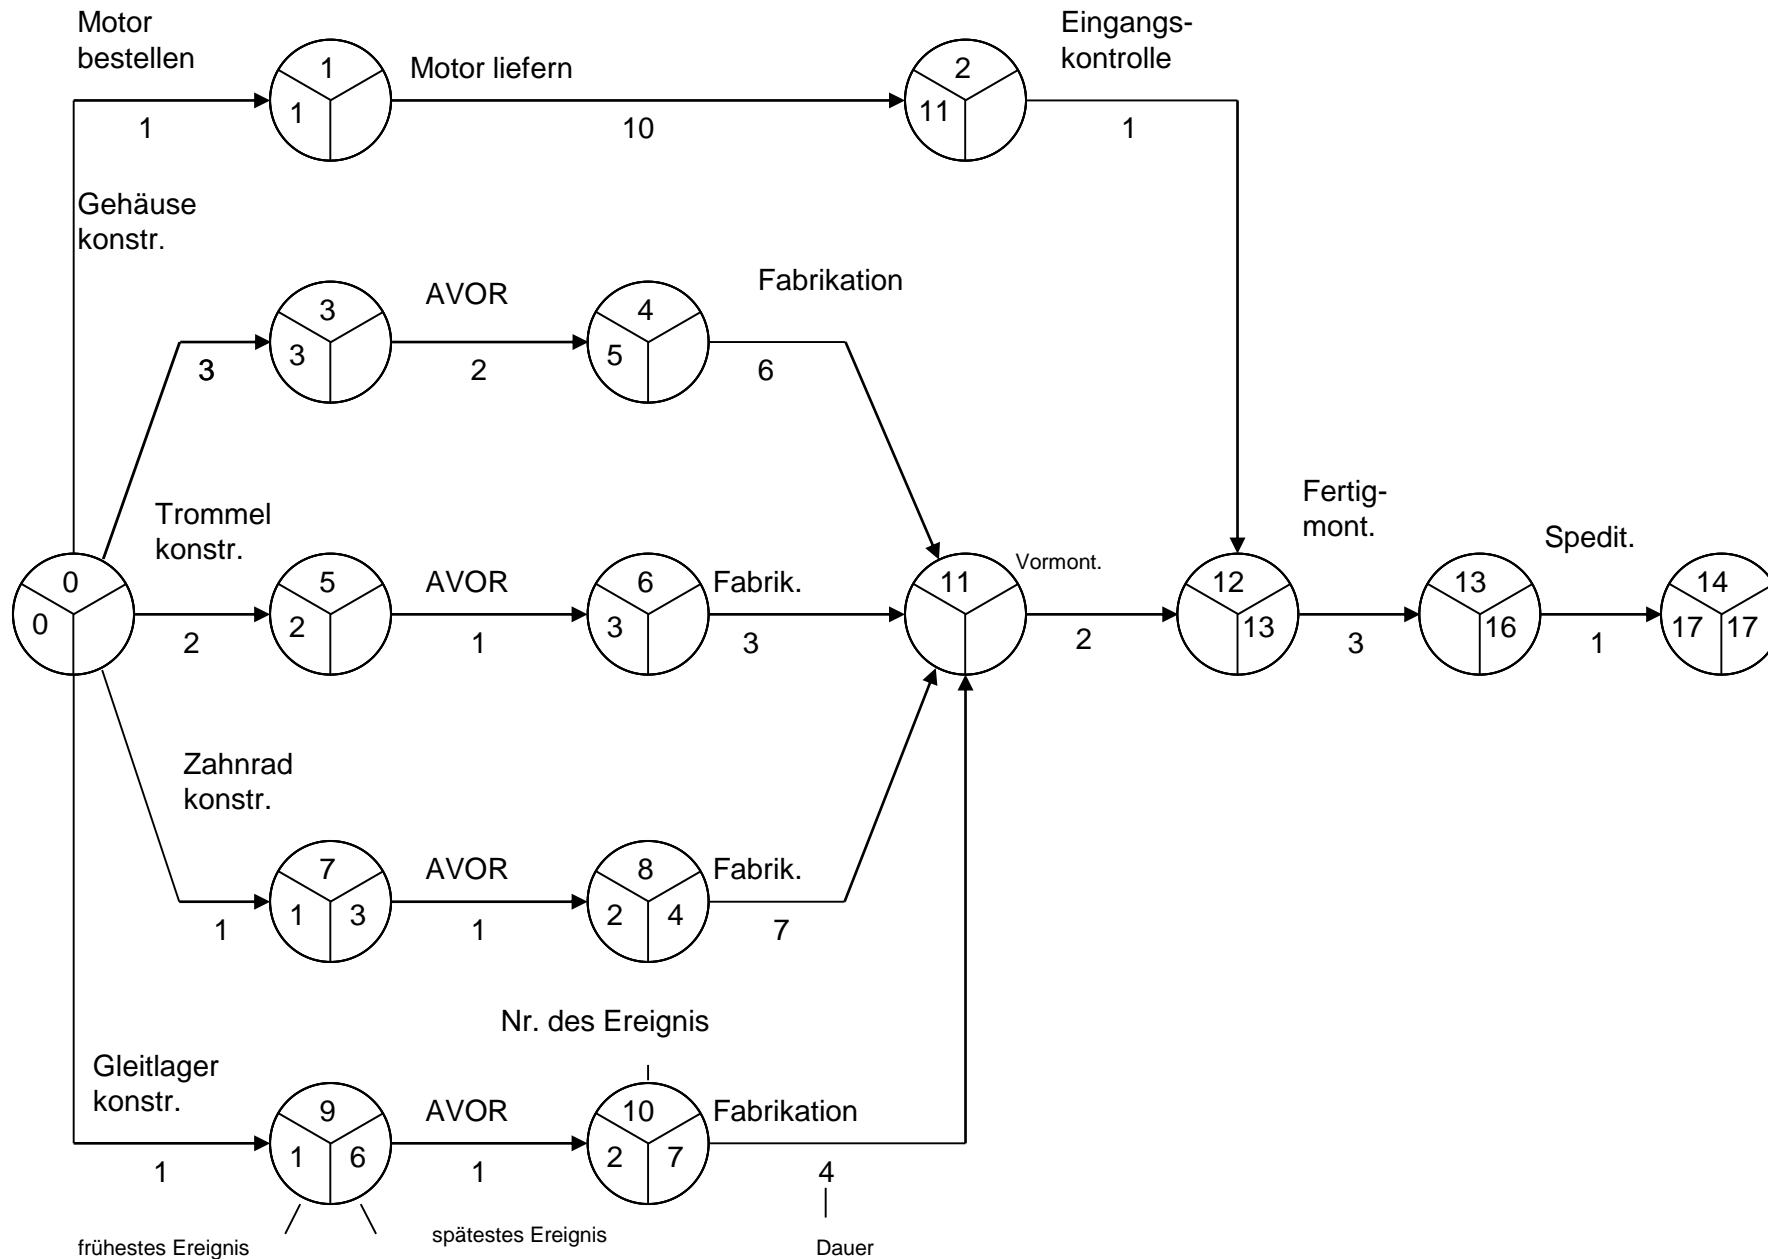 Motor
bestellen
1
1
1
Motor liefern
10
2
11
Eingangs-
kontrolle
1
Gehäuse
konstr.
3
3
3
AVOR
2
4
5
Fabrikation
6
0
0
Trommel
konstr.
2
5
2
AVOR
1
6
3
Fabrik.
3
11
Vormont.
2
12
13
Fertig-
mont.
3
13
16
Spedit.
1
14
17 17
Zahnrad
konstr.
1
7
1 3
AVOR
1
8
2 4
Fabrik.
7
Nr. des Ereignis
Gleitlager
konstr.
1
9
1 6
AVOR
1
10
2 7
Fabrikation
4
frühestes Ereignis
spätestes Ereignis
Dauer